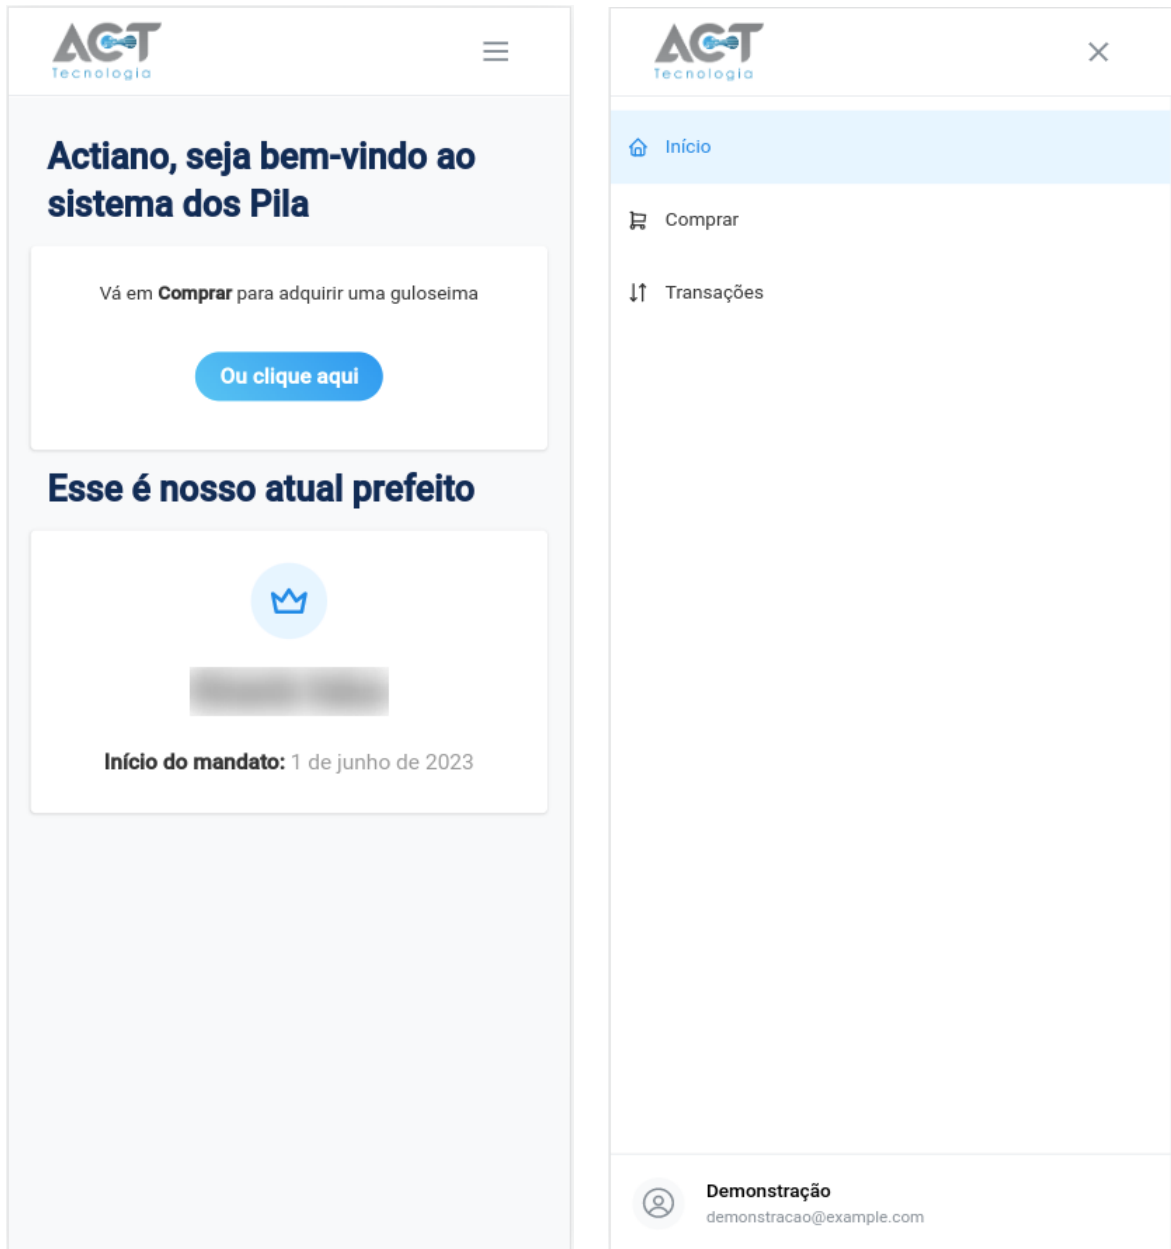 ACT
Tecnologia
Actiano, seja bem-vindo ao
sistema dos Pila
Vá em Comprar para adquirir uma guloseima
Ou clique aqui
Esse é nosso atual prefeito
Início do mandato: 1 de junho de 2023
ACT
Tecnologia
Início
Comprar
Transações
Demonstração
demonstracao@example.com